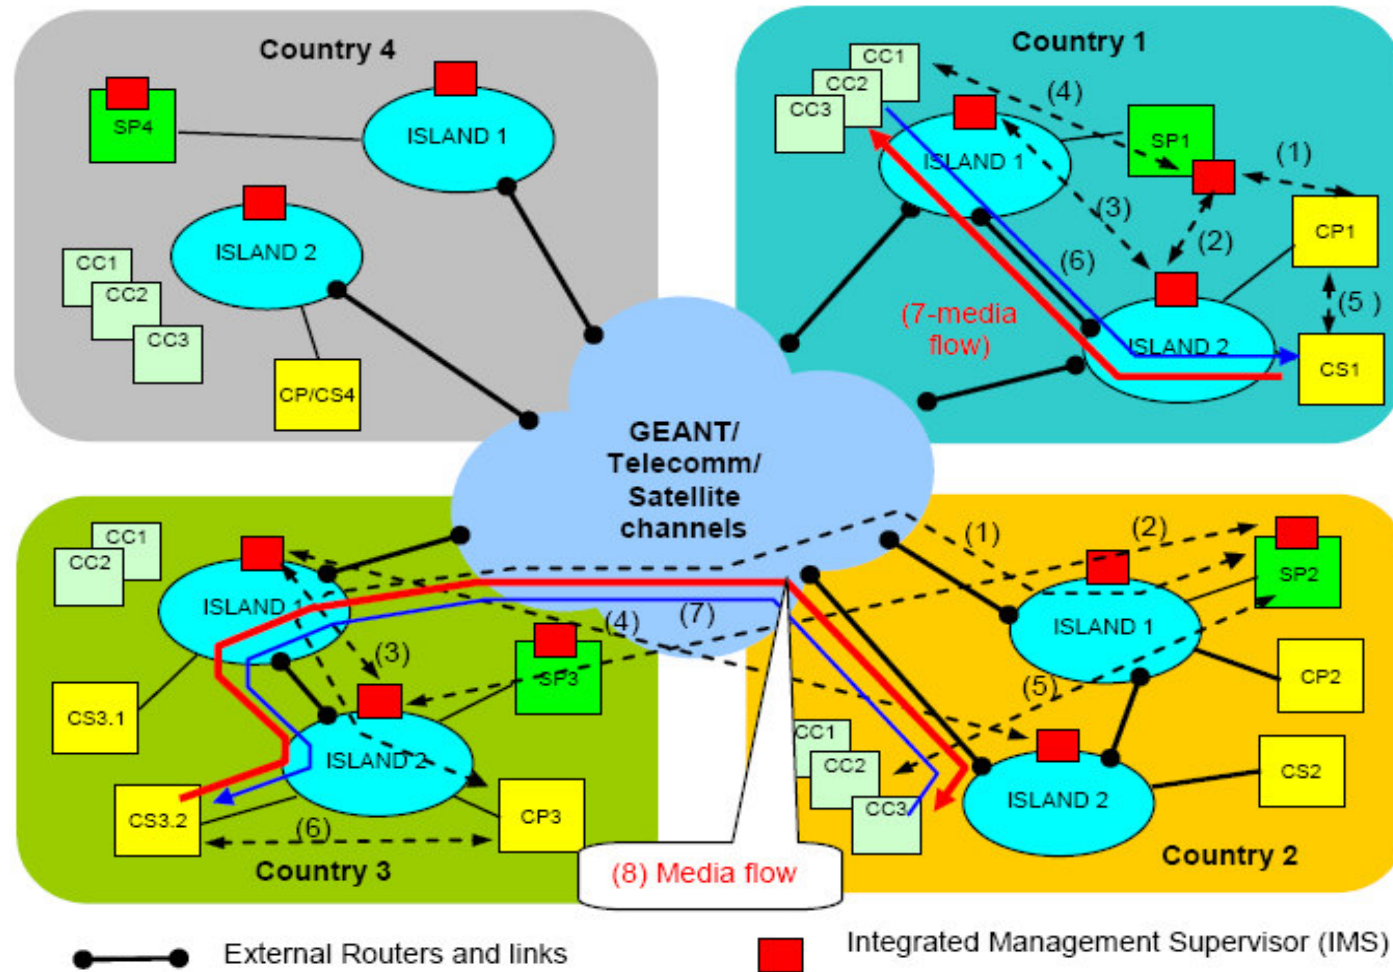 Country 4
SP4
ISLAND 1
ISLAND 2
CC1
CC2
CC3
CP/CS4
Country 1
CC1
CC2
CC3
(4)
ISLAND 1
SP1
(1)
(3)
(2)
CP1
(6)
(5 )
(7-media
flow)
ISLAND 2
CS1
GEANT/
Telecomm/
Satellite
channels
CC1
CC2
ISLAND 1
(4)
(7)
(3)
SP3
CS3.1
ISLAND 2
CS3.2
(6)
CP3
Country 3
(1)
(2)
SP2
ISLAND 1
CP2
(5)
CC1
CC2
CC3
ISLAND 2
CS2
Country 2
(8) Media flow
External Routers and links
Integrated Management Supervisor (IMS)